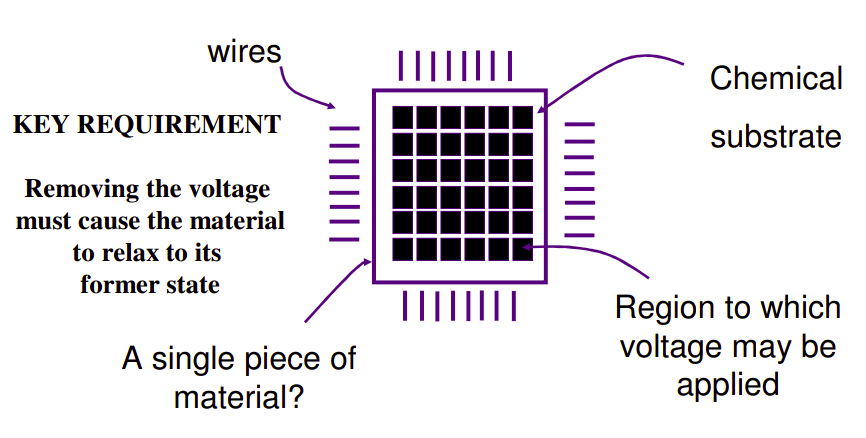 wires
Chemical
substrate
KEY REQUIREMENT
Removing the voltage
must cause the material
to relax to its
former state
A single piece of
material?
Region to which
voltage may be
applied